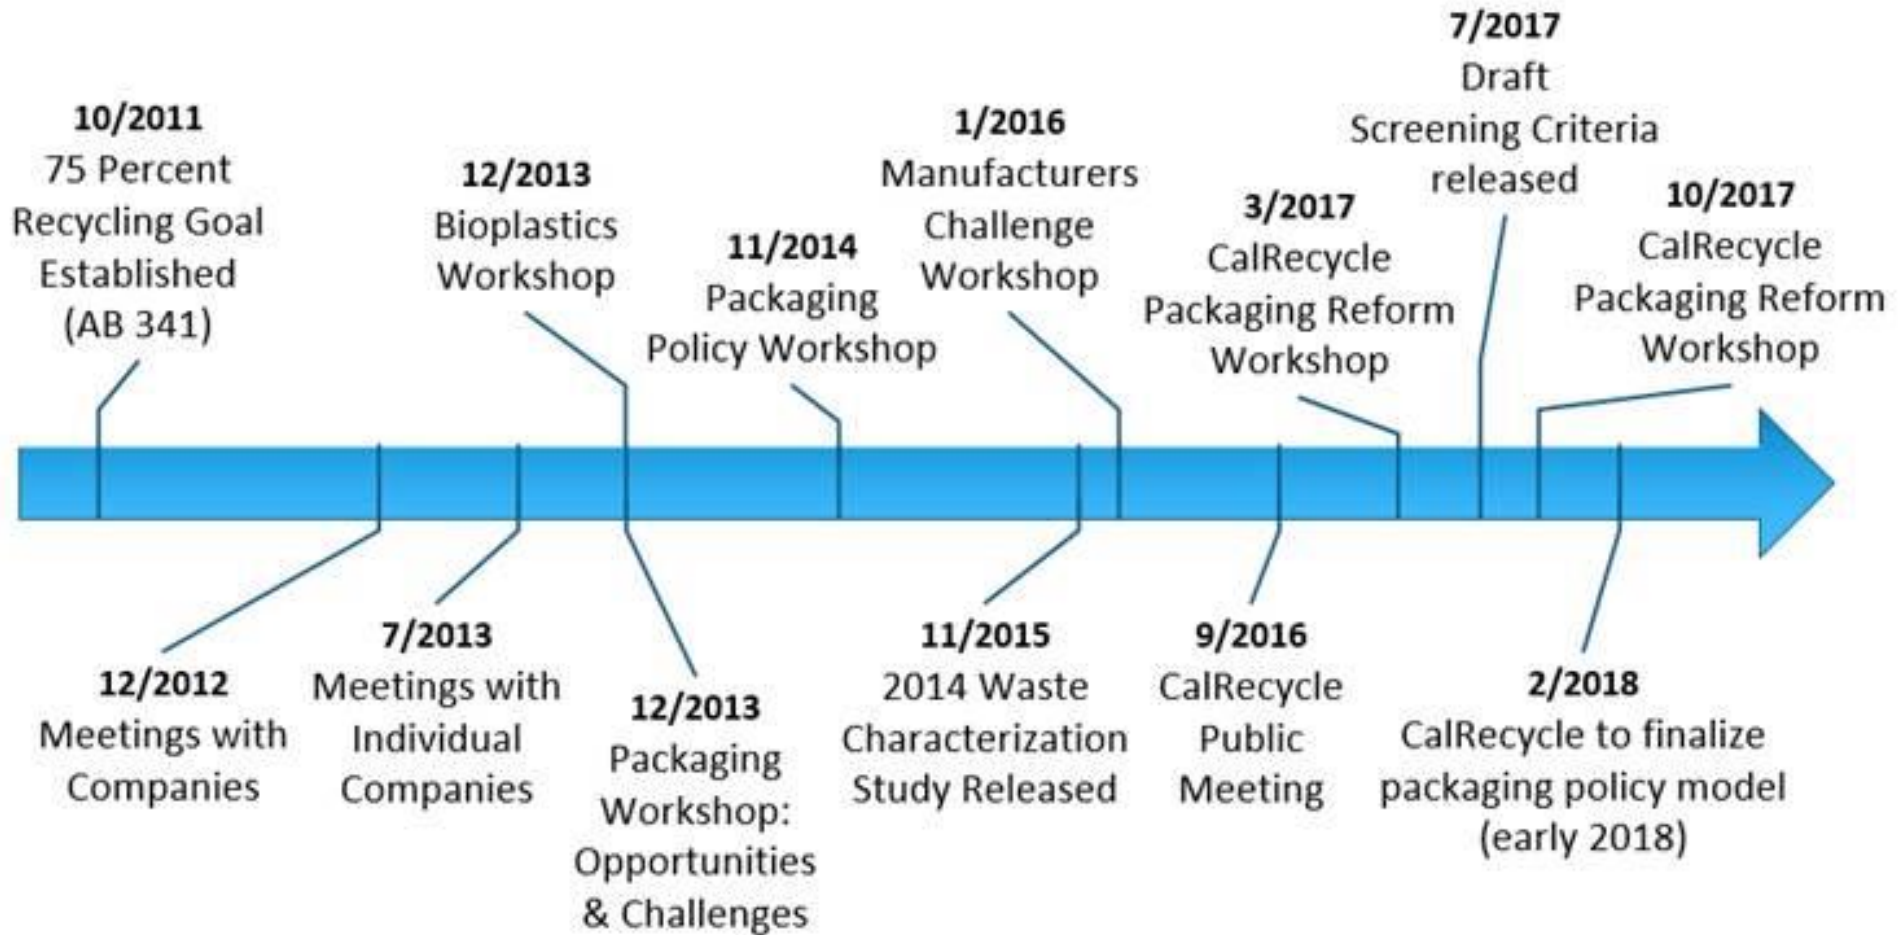 10/2011
75 Percent
Recycling Goal
Established
(AB 341)
12/2013
Bioplastics
Workshop
11/2014
Packaging
Policy Workshop
1/2016
Manufacturers
Challenge
Workshop
3/2017
CalRecycle
Packaging Reform
Workshop
7/2017
Draft
Screening Criteria
released
10/2017
CalRecycle
Packaging Reform
Workshop
12/2012
Meetings with
Companies
7/2013
Meetings with
Individual
Companies
12/2013
Packaging
Workshop:
Opportunities
& Challenges
11/2015
2014 Waste
Characterization
Study Released
9/2016
CalRecycle
Public
Meeting
2/2018
CalRecycle to finalize
packaging policy model
(early 2018)